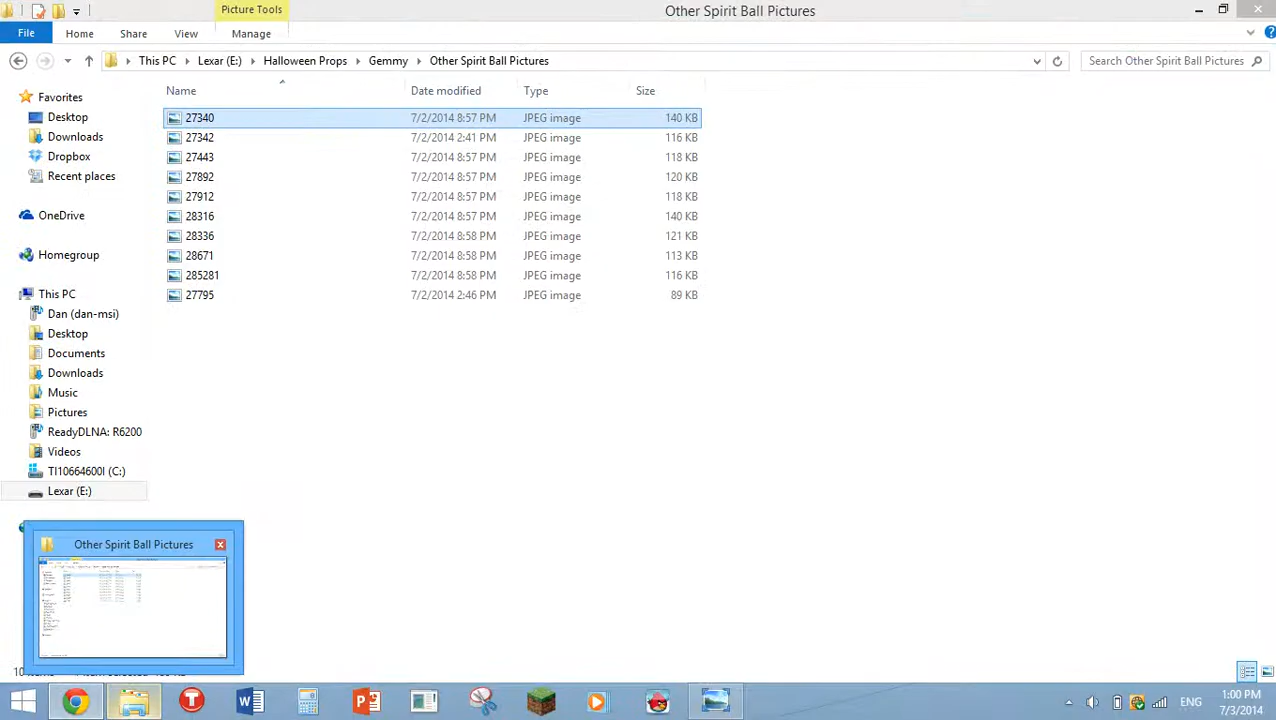 Picture Tools
Other Spirit Ball Pictures
File Home Share View Manage
This PC Lexar (E:) Halloween Props Gemmy Other Spirit Ball Pictures
Search Other Spirit Ball Pictures
Name Date modified Type Size
Favorites
Desktop
Downloads
Dropbox
Recent places
OneDrive
Homegroup
This PC
Dan (dan-msi)
Desktop
Documents
Downloads
Music
Pictures
ReadyDLNA: R6200
Videos
TI10664600I (C:)
Lexar (E:)
27340 7/2/2014 8:57 PM JPEG image 140 KB
27342 7/2/2014 2:41 PM JPEG image 116 KB
27443 7/2/2014 8:57 PM JPEG image 118 KB
27892 7/2/2014 8:57 PM JPEG image 120 KB
27912 7/2/2014 8:57 PM JPEG image 118 KB
28316 7/2/2014 8:57 PM JPEG image 140 KB
28336 7/2/2014 8:58 PM JPEG image 121 KB
28671 7/2/2014 8:58 PM JPEG image 113 KB
285281 7/2/2014 8:58 PM JPEG image 116 KB
27795 7/2/2014 2:46 PM JPEG image 89 KB
Other Spirit Ball Pictures
ENG
1:00 PM
7/3/2014